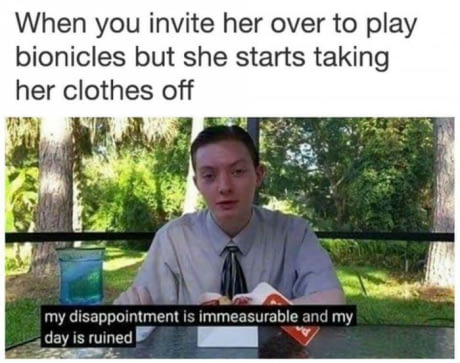 When you invite her over to play
bionicles but she starts taking
her clothes off
my disappointment is immeasurable and my
day is ruined